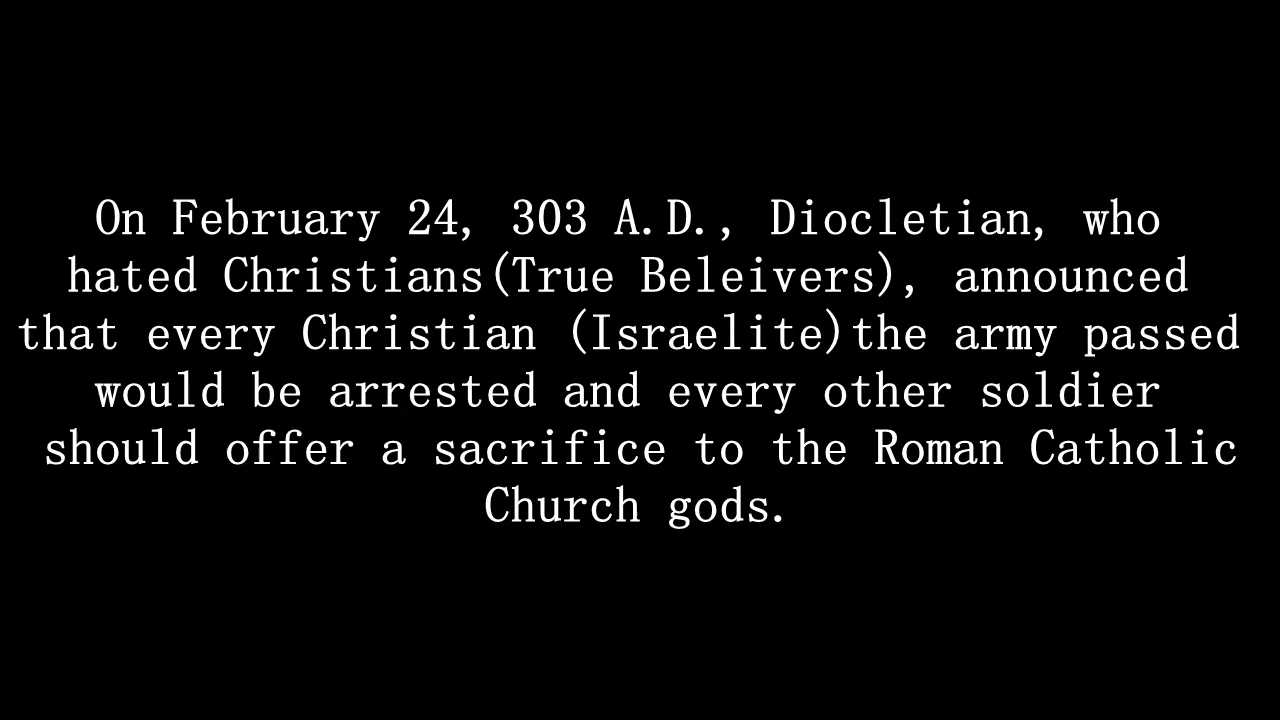 On February 24, 303 A.D., Diocletian, who
hated Christians(True Beleivers), announced
that every Christian (Israelite)the army passed
would be arrested and every other soldier
should offer a sacrifice to the Roman Catholic
Church gods.